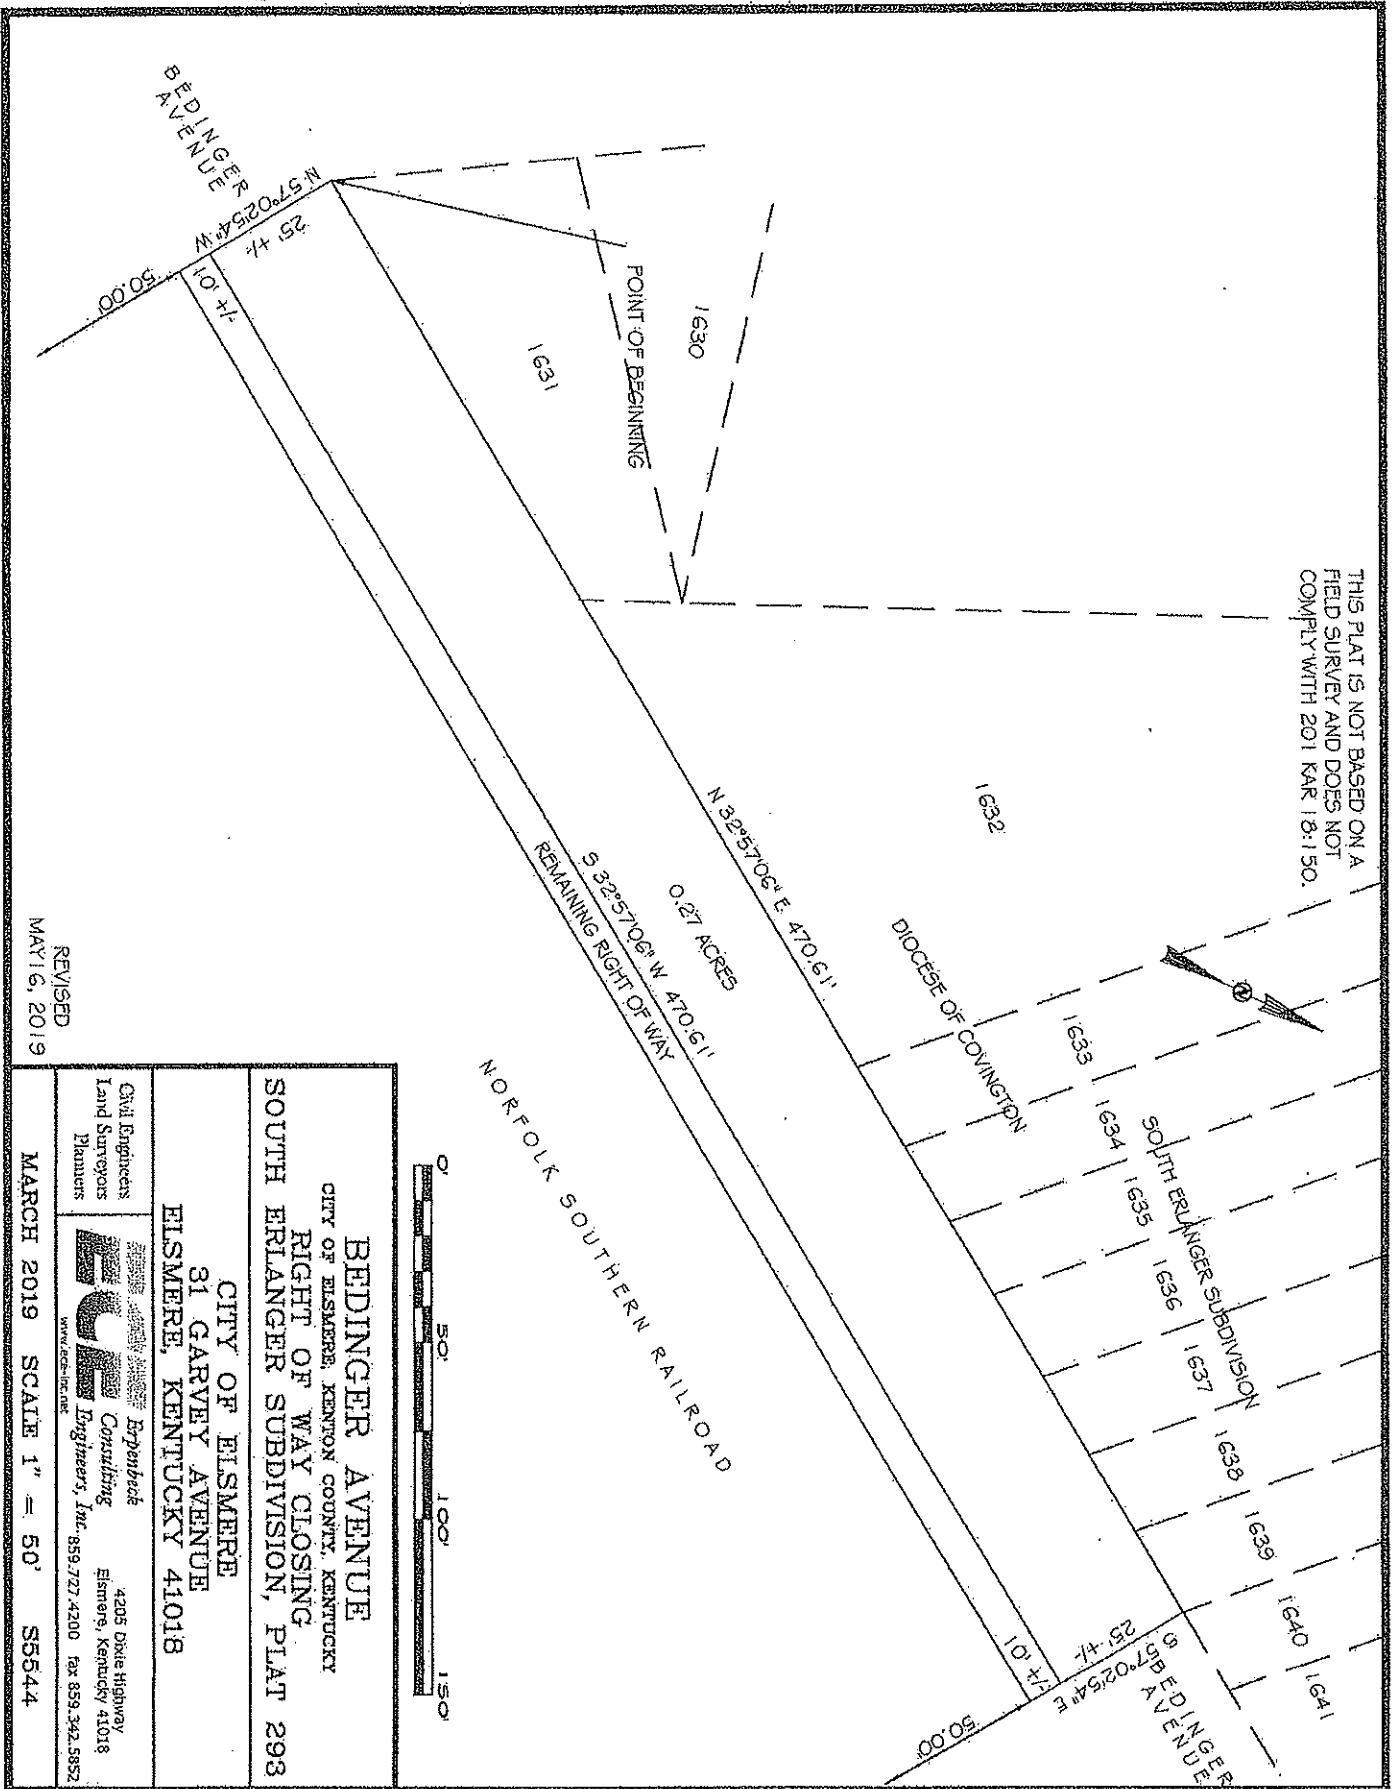 THIS PLAT IS NOT BASED ON A
FIELD SURVEY AND DOES NOT
COMPLY WITH 201 KAR 18:150.
BEDINGER
AVENUE
N 57°02'54" W
25' +/-
10' +/-
50.00'
POINT OF BEGINNING
1630
1631
1632
DIOCESE OF COVINGTON
1633
1634
1635
1636
1637
1638
1639
1640
1641
SOUTH ERLANGER SUBDIVISION
N 32°57'06" E 470.61'
0.27 ACRES
S 32°57'06" W 470.61'
REMAINING RIGHT OF WAY
NORFOLK SOUTHERN RAILROAD
BEDINGER
AVENUE
S 57°02'54" E
25' +/-
10' +/-
50.00'
0' 50' 100' 150'
BEDINGER AVENUE
CITY OF ELSMERE, KENTON COUNTY, KENTUCKY
RIGHT OF WAY CLOSING
SOUTH ERLANGER SUBDIVISION, PLAT 293
CITY OF ELSMERE
31 GARVEY AVENUE
ELSMERE, KENTUCKY 41018
Civil Engineers
Land Surveyors
Planners
ECE
Erpenbeck
Consulting
Engineers, Inc.
www.ece-inc.net
4205 Dixie Highway
Elsmere, Kentucky 41018
859.727.4200 fax 859.342.5852
MARCH 2019 SCALE 1" = 50' S5544
REVISED
MAY 16, 2019